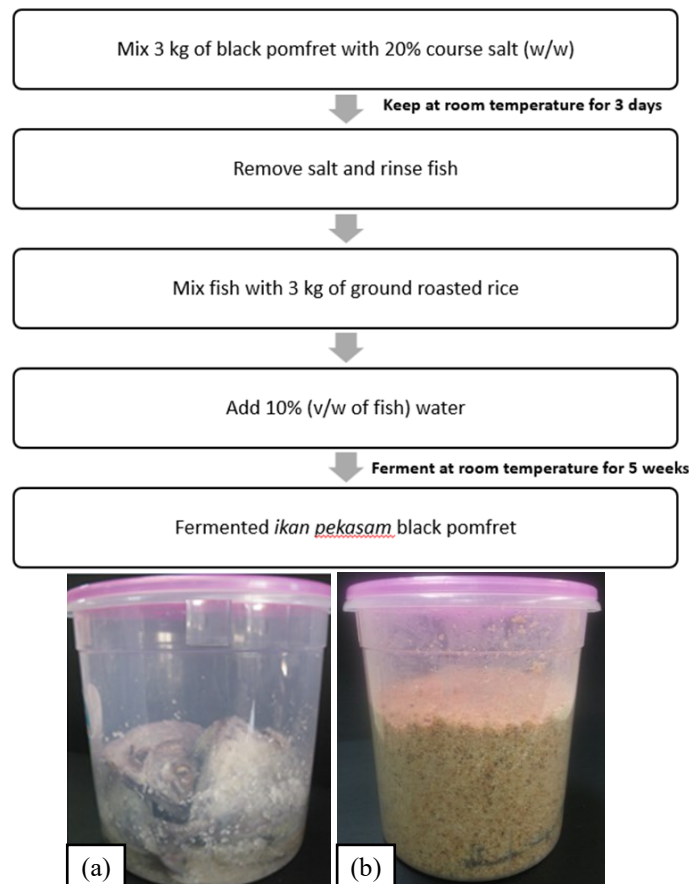 Mix 3 kg of black pomfret with 20% course salt (w/w)
Keep at room temperature for 3 days
Remove salt and rinse fish
Mix fish with 3 kg of ground roasted rice
Add 10% (v/w of fish) water
Ferment at room temperature for 5 weeks
Fermented ikan pekasam black pomfret
(a)
(b)